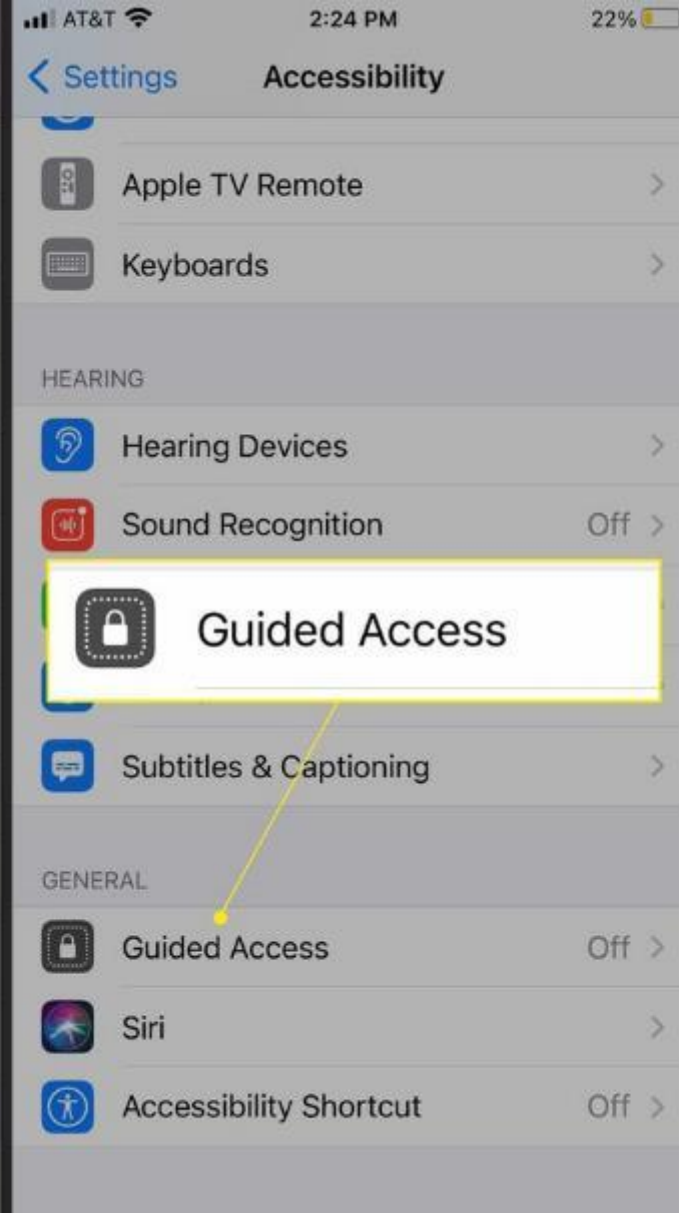 AT&T 2:24 PM 22%
Settings Accessibility
Apple TV Remote
Keyboards
HEARING
Hearing Devices
Sound Recognition Off
Guided Access
Subtitles & Captioning
GENERAL
Guided Access Off
Siri
Accessibility Shortcut Off